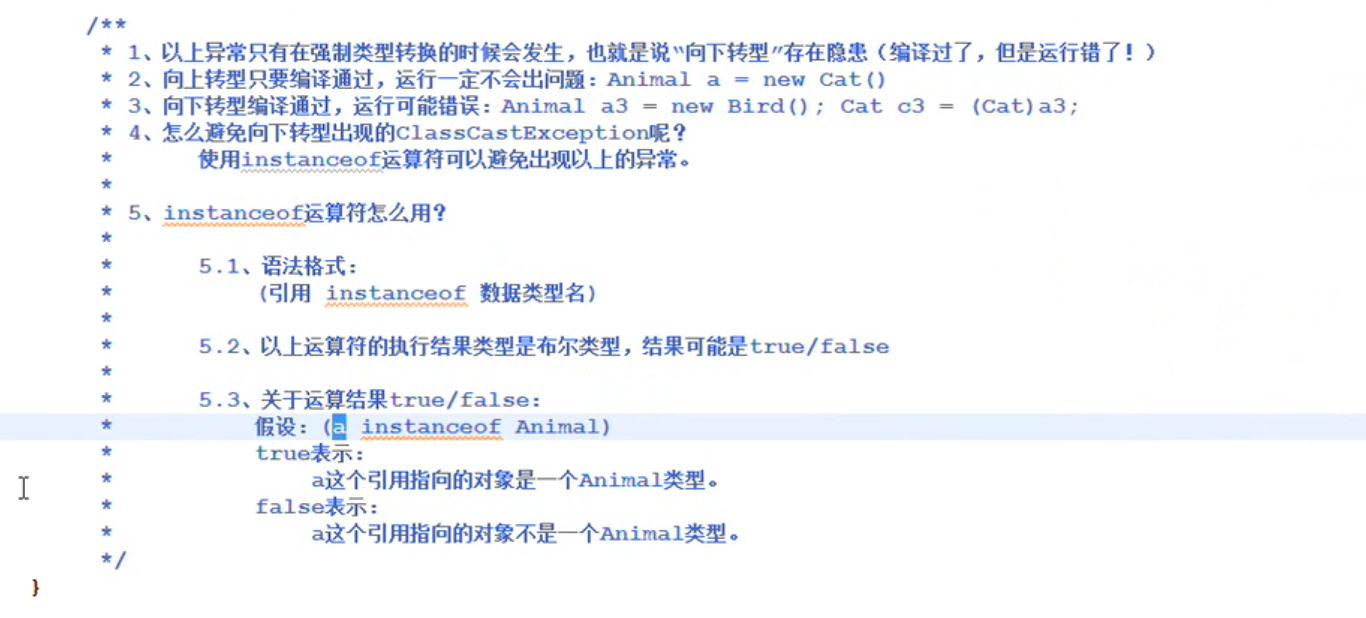 /**
* 1、以上异常只有在强制类型转换的时候会发生，也就是说“向下转型”存在隐患（编译过了，但是运行错了！）
* 2、向上转型只要编译通过，运行一定不会出问题：Animal a = new Cat()
* 3、向下转型编译通过，运行可能错误：Animal a3 = new Bird(); Cat c3 = (Cat)a3;
* 4、怎么避免向下转型出现的ClassCastException呢？
* 使用instanceof运算符可以避免出现以上的异常。
*
* 5、instanceof运算符怎么用？
*
* 5.1、语法格式：
* (引用 instanceof 数据类型名)
*
* 5.2、以上运算符的执行结果类型是布尔类型，结果可能是true/false
*
* 5.3、关于运算结果true/false：
* 假设：(a instanceof Animal)
* true表示：
* a这个引用指向的对象是一个Animal类型。
* false表示：
* a这个引用指向的对象不是一个Animal类型。
*/
}